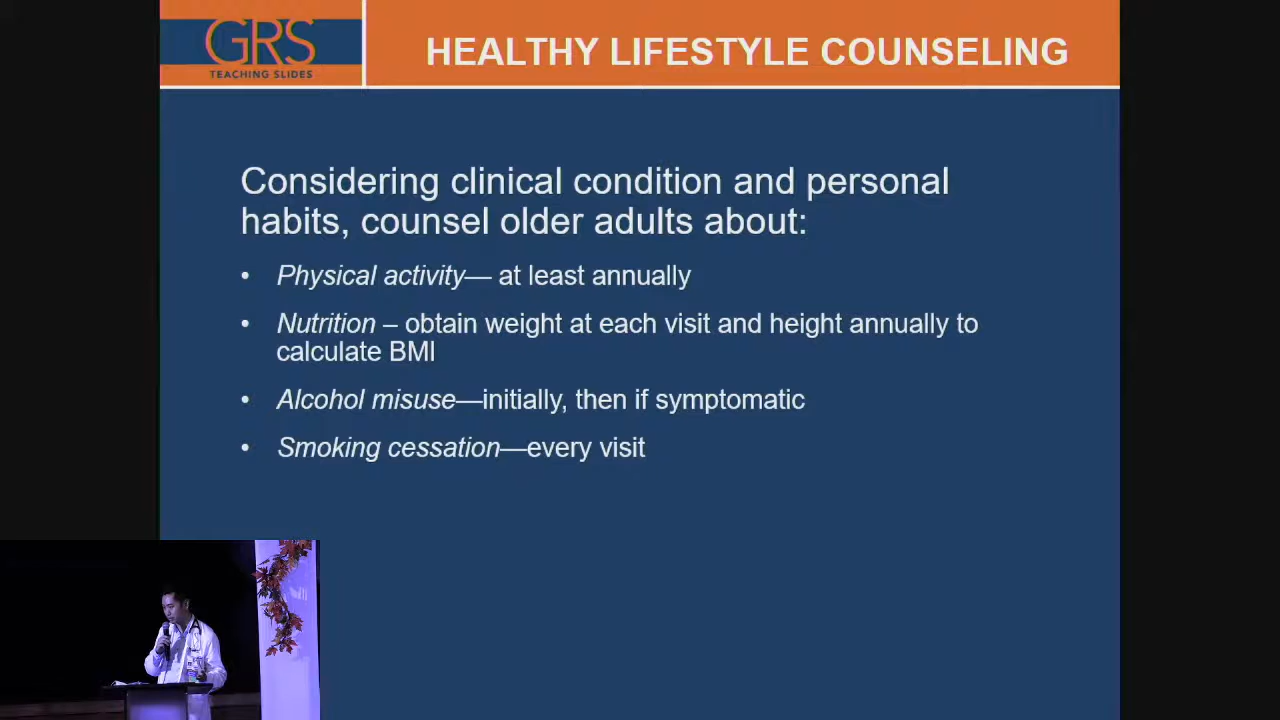 GRS
TEACHING SLIDES
HEALTHY LIFESTYLE COUNSELING
Considering clinical condition and personal
habits, counsel older adults about:
• Physical activity— at least annually
• Nutrition – obtain weight at each visit and height annually to
calculate BMI
• Alcohol misuse—initially, then if symptomatic
• Smoking cessation—every visit